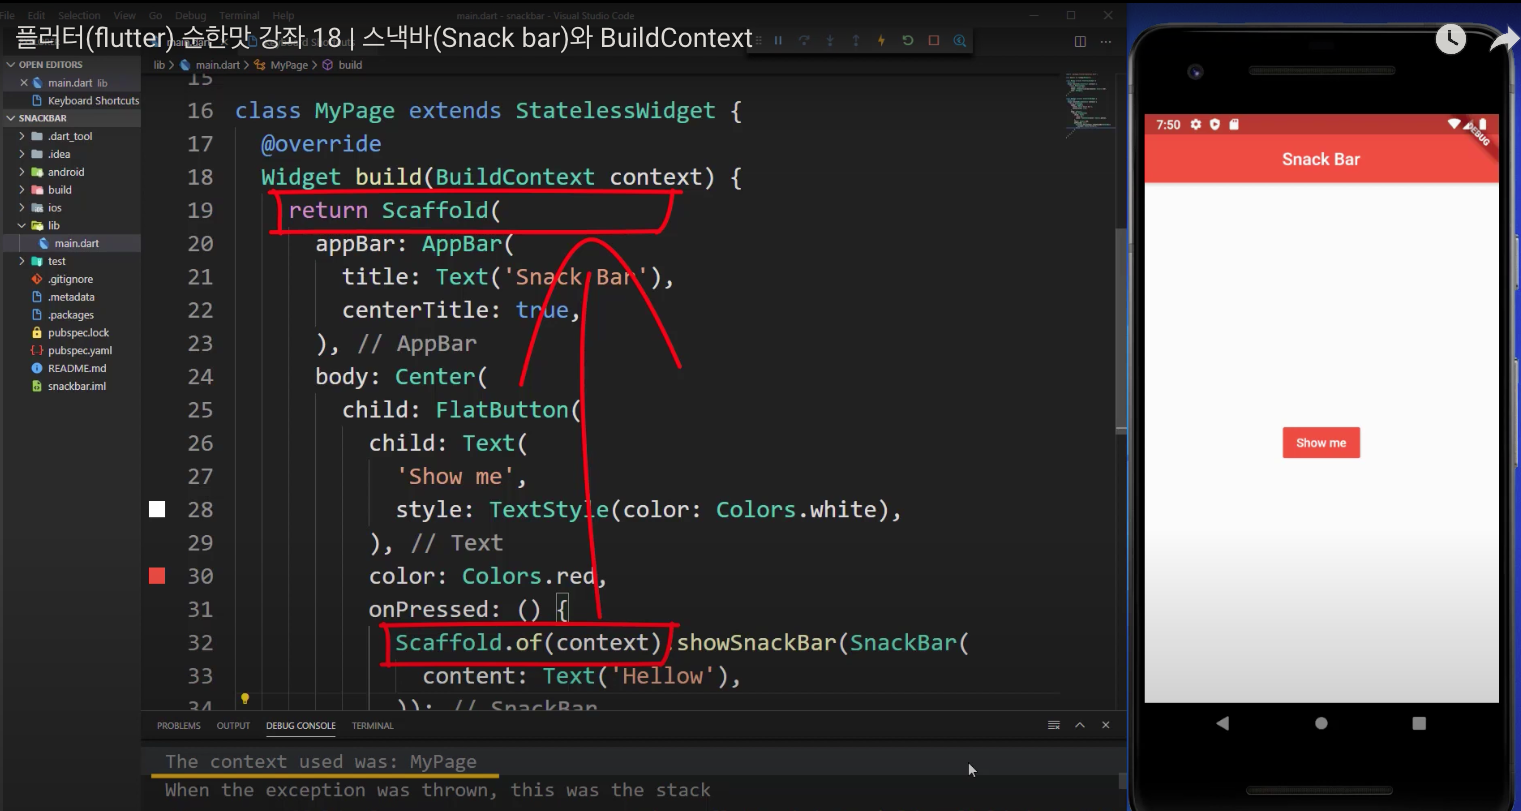 File Edit Selection View Go Debug Terminal Help
main.dart - snackbar - Visual Studio Code
플러터(flutter) 순한맛 강좌 18 | 스낵바(Snack bar)와 BuildContext
OPEN EDITORS
main.dart lib
Keyboard Shortcuts
SNACKBAR
.dart_tool
.idea
android
build
ios
lib
main.dart
test
.gitignore
.metadata
.packages
pubspec.lock
pubspec.yaml
README.md
snackbar.iml
lib > main.dart > MyPage > build
15
16 class MyPage extends StatelessWidget {
17 @override
18 Widget build(BuildContext context) {
19 return Scaffold(
20 appBar: AppBar(
21 title: Text('Snack Bar'),
22 centerTitle: true,
23 ), // AppBar
24 body: Center(
25 child: FlatButton(
26 child: Text(
27 'Show me',
28 style: TextStyle(color: Colors.white),
29 ), // Text
30 color: Colors.red,
31 onPressed: () {
32 Scaffold.of(context).showSnackBar(SnackBar(
33 content: Text('Hellow'),
34 )); // SnackBar
PROBLEMS OUTPUT DEBUG CONSOLE TERMINAL
The context used was: MyPage
When the exception was thrown, this was the stack
7:50
DEBUG
Snack Bar
Show me